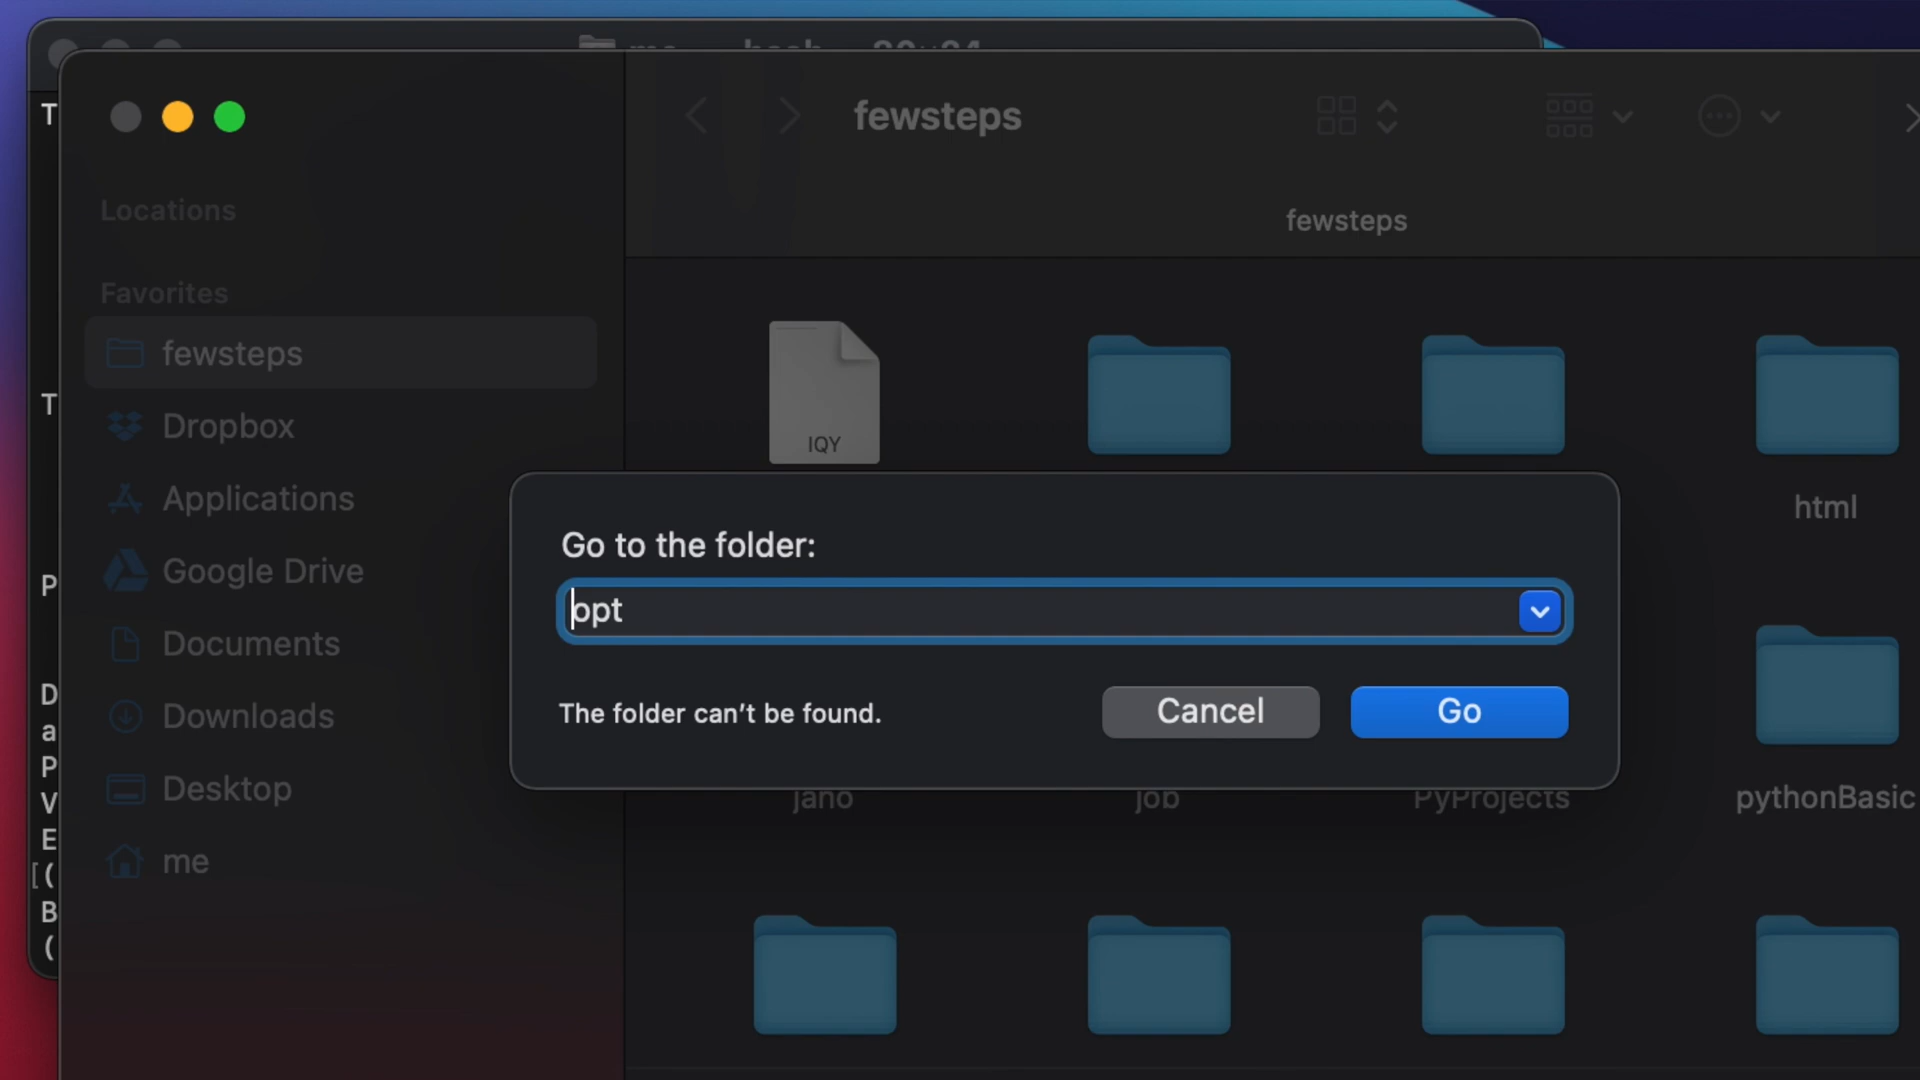 T
fewsteps
Locations
fewsteps
Favorites
fewsteps
T
Dropbox
IQY
Applications
html
Go to the folder:
Google Drive
P
opt
Documents
D
The folder can't be found.
Cancel
Go
Downloads
a
P
Desktop
jano
job
PyProjects
pythonBasic
V
E
me
[(
B
(